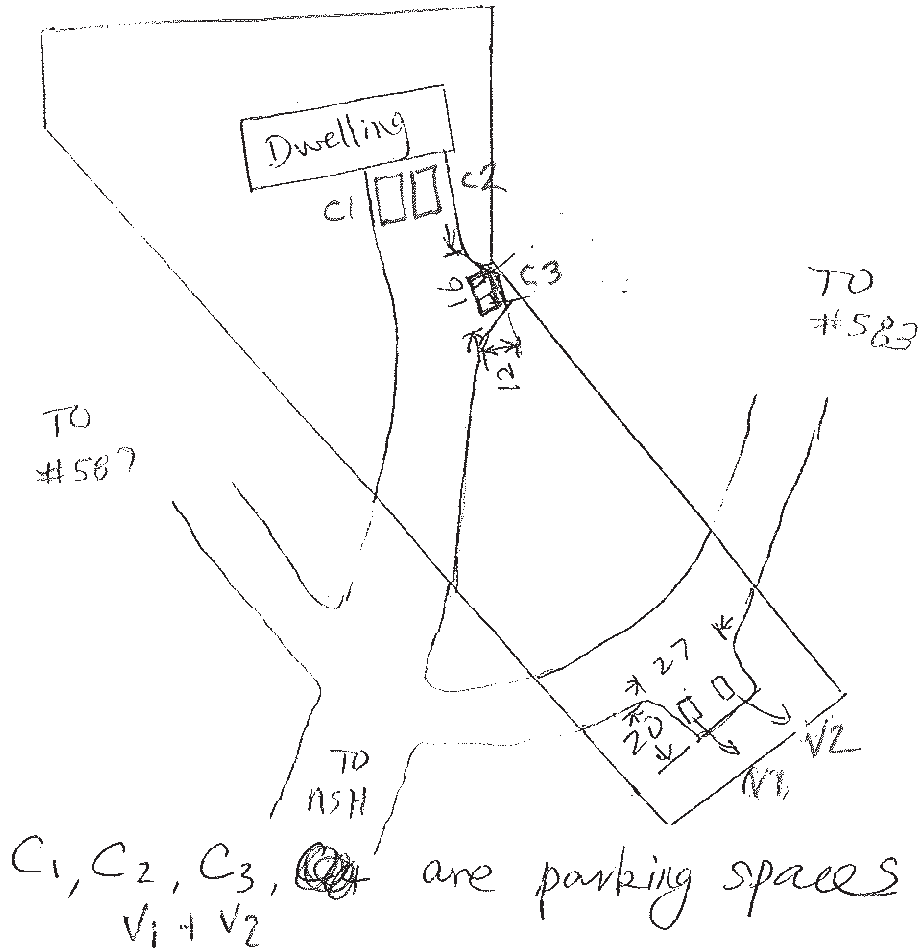 Dwelling
C1
C2
C3
16
12
TO
#583
TO
#587
27
20
V2
V1
TO
ASH
C1, C2, C3, are parking spaces
V1 + V2